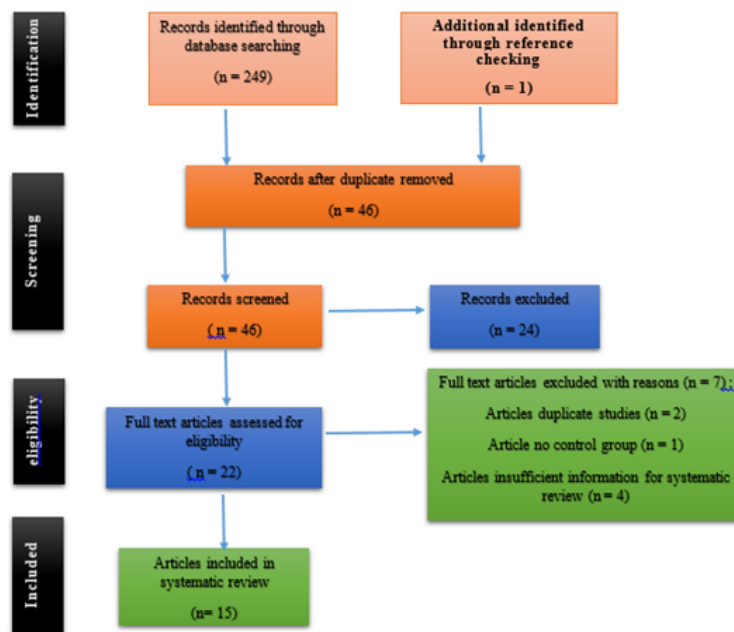 Identification
Records identified through
database searching
(n = 249)
Additional identified
through reference
checking
(n = 1)
Screening
Records after duplicate removed
(n = 46)
Records screened
( n = 46)
Records excluded
(n = 24)
eligibility
Full text articles assessed for
eligibility
( n = 22)
Full text articles excluded with reasons (n = 7) ;
Articles duplicate studies (n = 2)
Article no control group (n = 1)
Articles insufficient information for systematic
review (n = 4)
Included
Articles included in
systematic review
(n= 15)